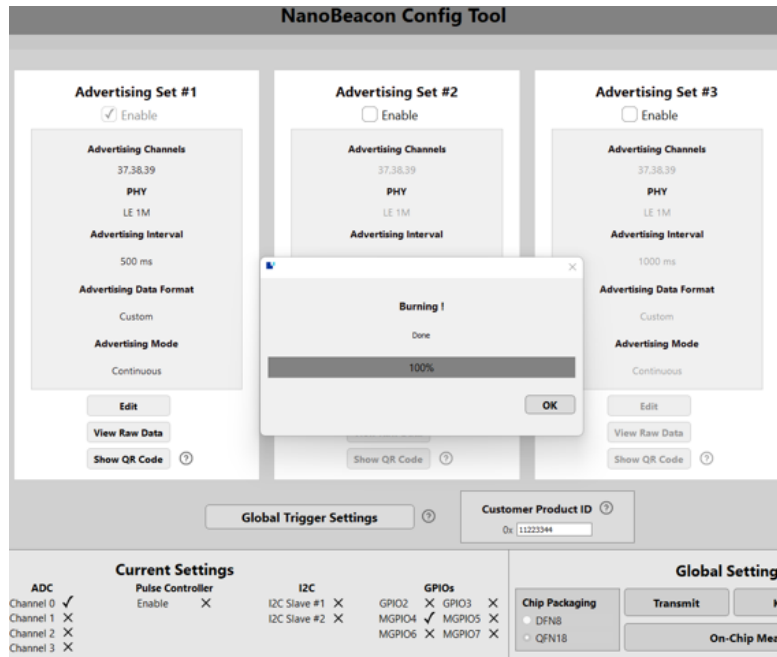 NanoBeacon Config Tool
Advertising Set #1
Enable
Advertising Channels
37.38.39
PHY
LE 1M
Advertising Interval
500 ms
Advertising Data Format
Custom
Advertising Mode
Continuous
Edit
View Raw Data
Show QR Code ?
Advertising Set #2
Enable
Advertising Channels
37.38.39
PHY
LE 1M
Advertising Interval
Show QR Code ?
Advertising Set #3
Enable
Advertising Channels
37.38.39
PHY
LE 1M
Advertising Interval
1000 ms
Advertising Data Format
Custom
Advertising Mode
Continuous
Edit
View Raw Data
Show QR Code ?
Burning !
Done
100%
OK
Global Trigger Settings ?
Customer Product ID ?
0x 11223344
Current Settings
ADC
Channel 0
Channel 1
Channel 2
Channel 3
Pulse Controller
Enable
I2C
I2C Slave #1
I2C Slave #2
GPIOs
GPIO2 GPIO3
MGPIO4 MGPIO5
MGPIO6 MGPIO7
Global Setting
Chip Packaging
DFN8
QFN18
Transmit
On-Chip Mea